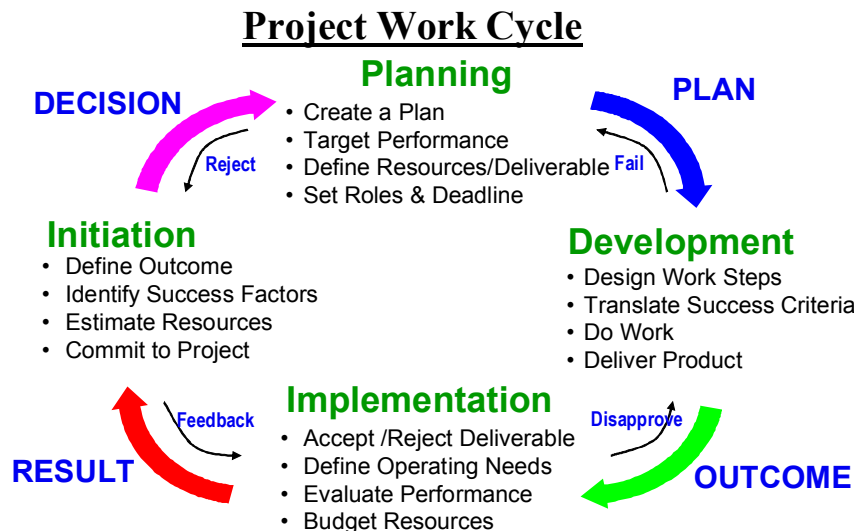 Project Work Cycle
Planning
DECISION
PLAN
• Create a Plan
• Target Performance
• Define Resources/Deliverable
• Set Roles & Deadline
Reject
Fail
Initiation
• Define Outcome
• Identify Success Factors
• Estimate Resources
• Commit to Project
Development
• Design Work Steps
• Translate Success Criteria
• Do Work
• Deliver Product
Implementation
• Accept /Reject Deliverable
• Define Operating Needs
• Evaluate Performance
• Budget Resources
Feedback
Disapprove
RESULT
OUTCOME